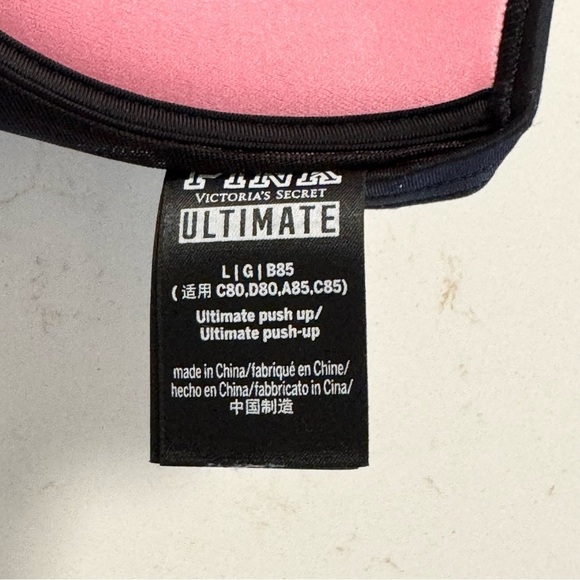 PINK
VICTORIA'S SECRET
ULTIMATE
L | G | B85
(适用 C80,D80,A85,C85)
Ultimate push up/
Ultimate push-up
made in China/fabriqué en Chine/
hecho en China/fabbricato in Cina/
中国制造